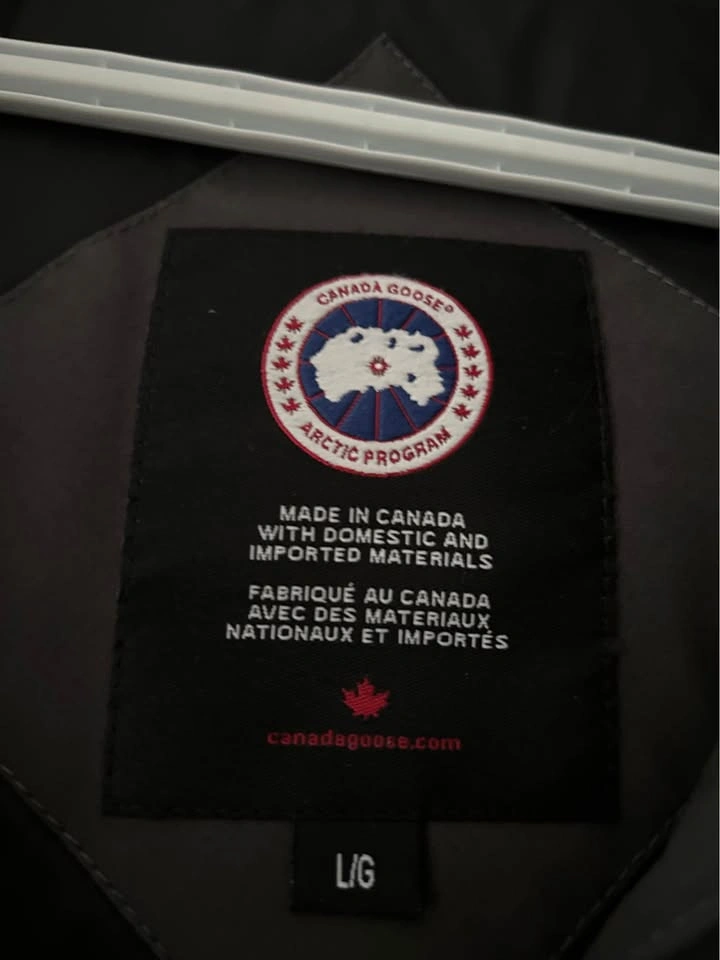 CANADA GOOSE®
ARCTIC PROGRAM
MADE IN CANADA
WITH DOMESTIC AND
IMPORTED MATERIALS
FABRIQUÉ AU CANADA
AVEC DES MATERIAUX
NATIONAUX ET IMPORTÉS
canadagoose.com
L/G